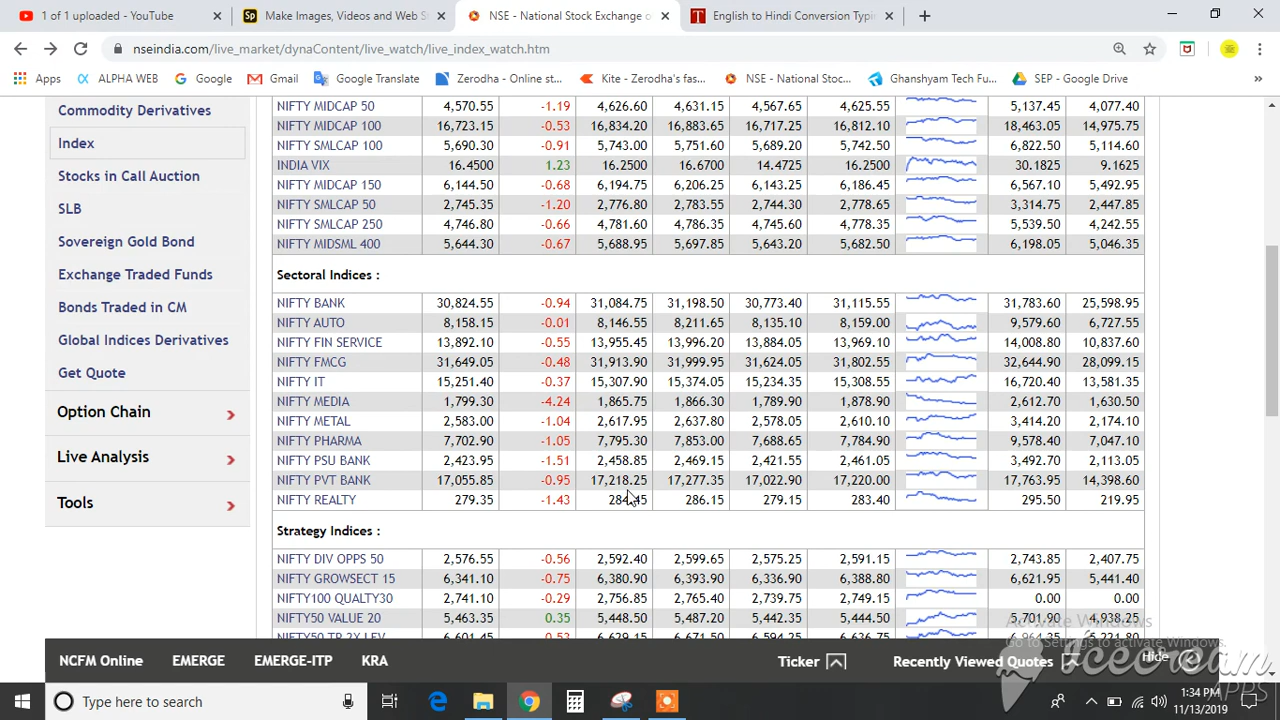 1 of 1 uploaded - YouTube
Make Images, Videos and Web S
NSE - National Stock Exchange o
English to Hindi Conversion Typin
nseindia.com/live_market/dynaContent/live_watch/live_index_watch.htm
Apps ALPHA WEB Google Gmail Google Translate Zerodha - Online st... Kite - Zerodha's fas... NSE - National Stoc... Ghanshyam Tech Fu... SEP - Google Drive »
Commodity Derivatives
Index
Stocks in Call Auction
SLB
Sovereign Gold Bond
Exchange Traded Funds
Bonds Traded in CM
Global Indices Derivatives
Get Quote
Option Chain
Live Analysis
Tools
NIFTY MIDCAP 50 4,570.55 -1.19 4,626.60 4,631.15 4,567.65 4,625.55 5,137.45 4,077.40
NIFTY MIDCAP 100 16,723.15 -0.53 16,834.20 16,883.65 16,717.25 16,812.10 18,463.05 14,975.75
NIFTY SMLCAP 100 5,690.30 -0.91 5,743.00 5,751.60 5,689.20 5,742.50 6,822.50 5,114.60
INDIA VIX 16.4500 1.23 16.2500 16.6700 14.4725 16.2500 30.1825 9.1625
NIFTY MIDCAP 150 6,144.50 -0.68 6,194.75 6,206.25 6,143.25 6,186.45 6,567.10 5,492.95
NIFTY SMLCAP 50 2,745.35 -1.20 2,776.80 2,783.55 2,744.30 2,778.65 3,314.75 2,447.85
NIFTY SMLCAP 250 4,746.80 -0.66 4,781.60 4,786.35 4,745.60 4,778.35 5,539.50 4,242.55
NIFTY MIDSML 400 5,644.30 -0.67 5,688.95 5,697.85 5,643.20 5,682.50 6,198.05 5,046.35
Sectoral Indices :
NIFTY BANK 30,824.55 -0.94 31,084.75 31,198.50 30,773.40 31,115.55 31,783.60 25,598.95
NIFTY AUTO 8,158.15 -0.01 8,146.55 8,211.65 8,135.10 8,159.00 9,579.60 6,727.55
NIFTY FIN SERVICE 13,892.10 -0.55 13,955.45 13,996.20 13,884.05 13,969.10 14,008.80 10,837.60
NIFTY FMCG 31,649.05 -0.48 31,913.90 31,999.95 31,624.05 31,802.55 32,644.90 28,099.15
NIFTY IT 15,251.40 -0.37 15,307.90 15,374.05 15,234.35 15,308.55 16,720.40 13,581.35
NIFTY MEDIA 1,799.30 -4.24 1,865.75 1,866.30 1,789.90 1,878.90 2,612.70 1,630.50
NIFTY METAL 2,583.00 -1.04 2,617.95 2,637.80 2,578.05 2,610.10 3,414.20 2,174.10
NIFTY PHARMA 7,702.90 -1.05 7,795.30 7,853.00 7,688.65 7,784.90 9,578.40 7,047.10
NIFTY PSU BANK 2,423.95 -1.51 2,458.85 2,469.15 2,421.55 2,461.05 3,492.70 2,113.05
NIFTY PVT BANK 17,055.85 -0.95 17,218.25 17,277.35 17,022.90 17,220.00 17,763.95 14,398.60
NIFTY REALTY 279.35 -1.43 284.45 286.15 279.15 283.40 295.50 219.95
Strategy Indices :
NIFTY DIV OPPS 50 2,576.55 -0.56 2,592.40 2,599.65 2,575.25 2,591.15 2,743.85 2,407.75
NIFTY GROWSECT 15 6,341.10 -0.75 6,380.90 6,393.90 6,336.90 6,388.80 6,621.95 5,441.40
NIFTY100 QUALTY30 2,741.10 -0.29 2,756.85 2,765.40 2,739.70 2,749.15 0.00 0.00
NIFTY50 VALUE 20 5,463.35 0.35 5,448.50 5,487.20 5,442.35 5,444.50 5,701.90 4,938.25
Activate Windows
Go to Settings to activate Windows.
NCFM Online EMERGE EMERGE-ITP KRA Ticker Recently Viewed Quotes Hide
Icecream
APPS
Type here to search
1:34 PM
11/13/2019